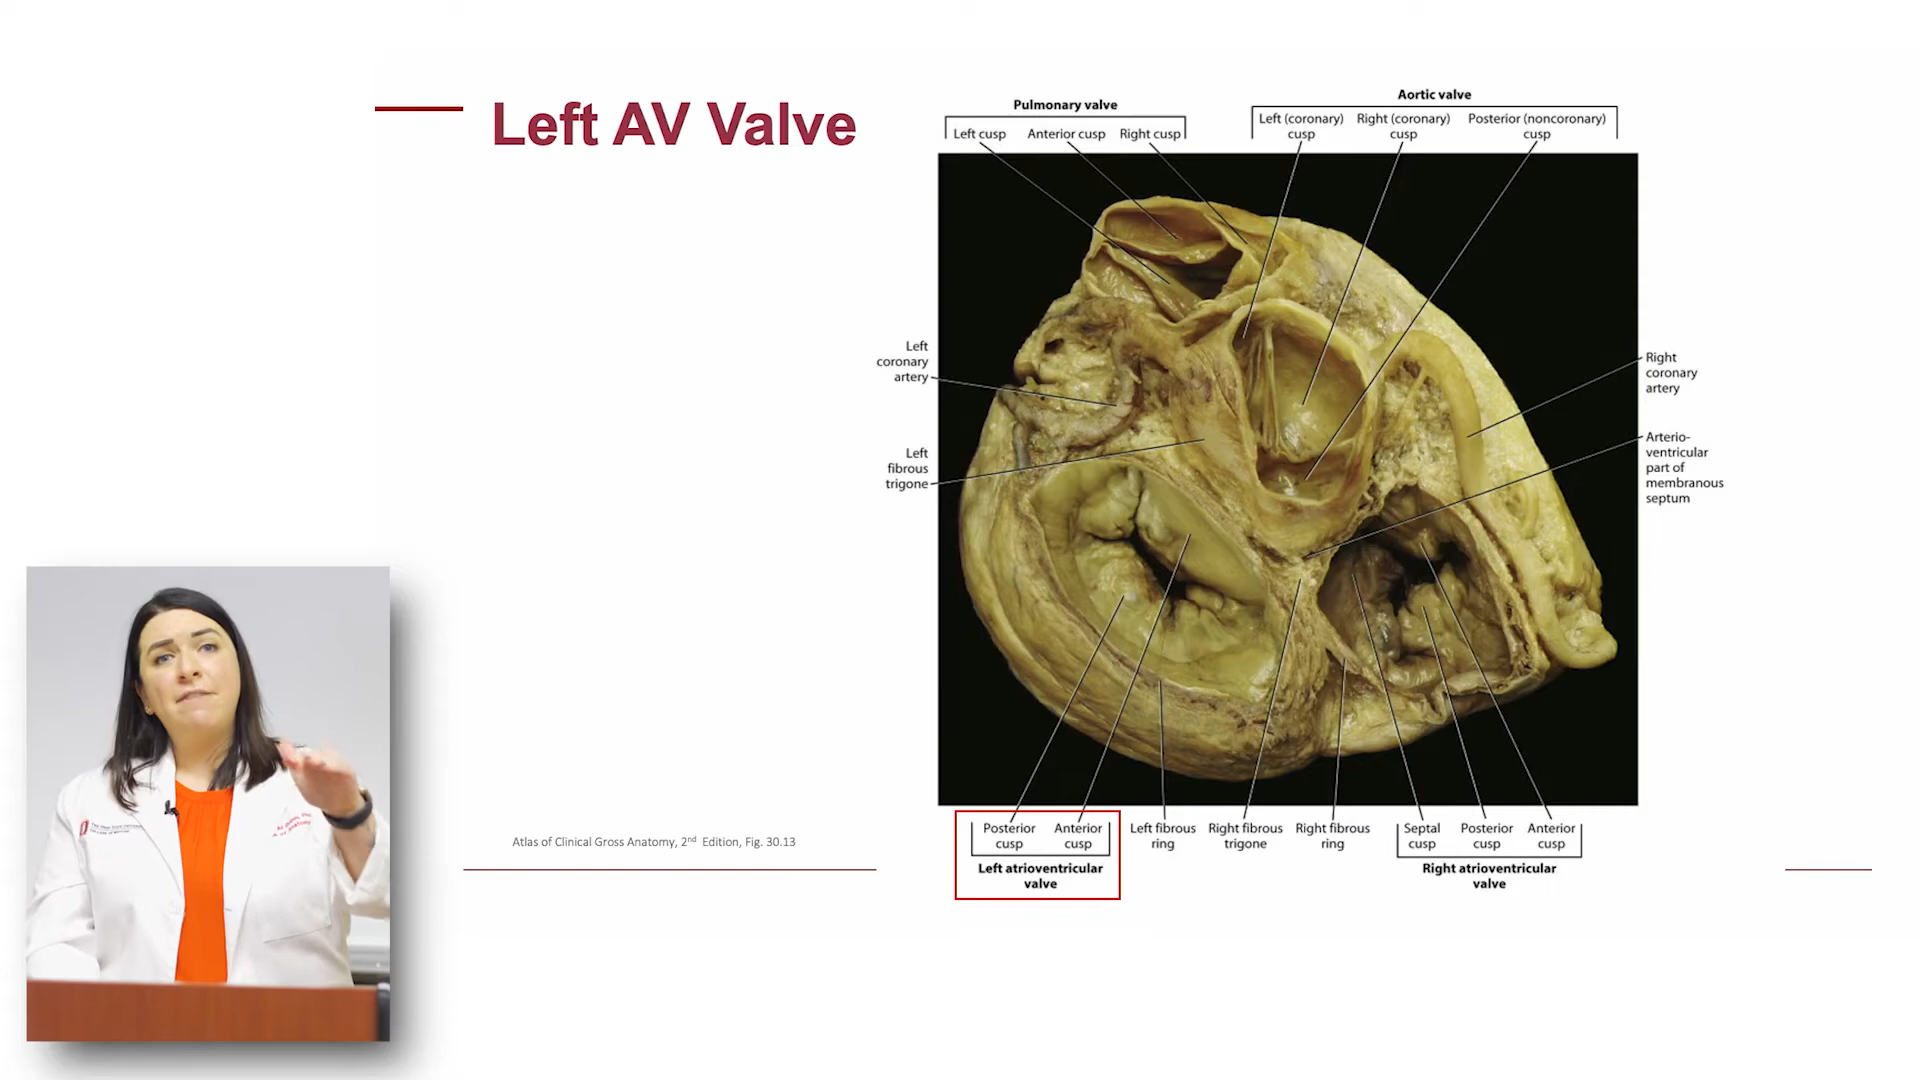 Left AV Valve
Pulmonary valve
Left cusp
Anterior cusp
Right cusp
Aortic valve
Left (coronary)
cusp
Right (coronary)
cusp
Posterior (noncoronary)
cusp
Left
coronary
artery
Left
fibrous
trigone
Right
coronary
artery
Arterio-
ventricular
part of
membranous
septum
Posterior
cusp
Anterior
cusp
Left atrioventricular
valve
Left fibrous
ring
Right fibrous
trigone
Right fibrous
ring
Septal
cusp
Posterior
cusp
Anterior
cusp
Right atrioventricular
valve
Atlas of Clinical Gross Anatomy, 2nd Edition, Fig. 30.13